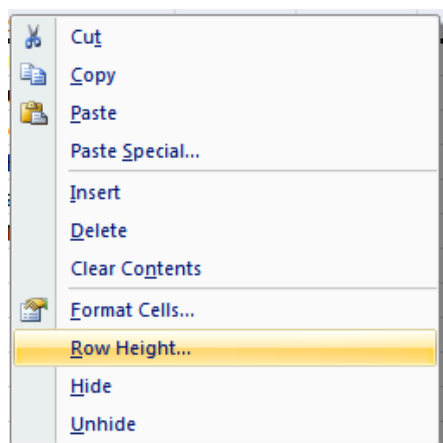 Cut
Copy
Paste
Paste Special...
Insert
Delete
Clear Contents
Format Cells...
Row Height...
Hide
Unhide